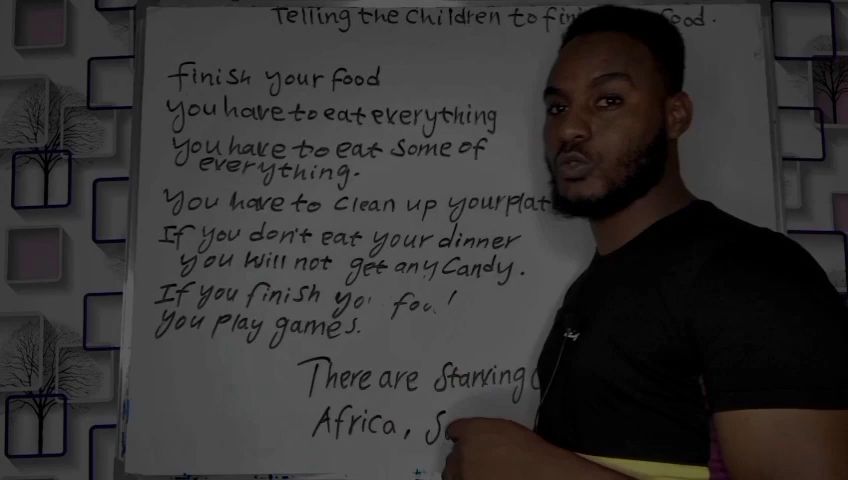 Telling the Children to food.
finish your food
You have to eat everything
You have to eat some of
everything.
You have to clean up your
If you don't eat your dinner
you will not get any Candy.
If you finish
you play games.
There are Starving
Africa,